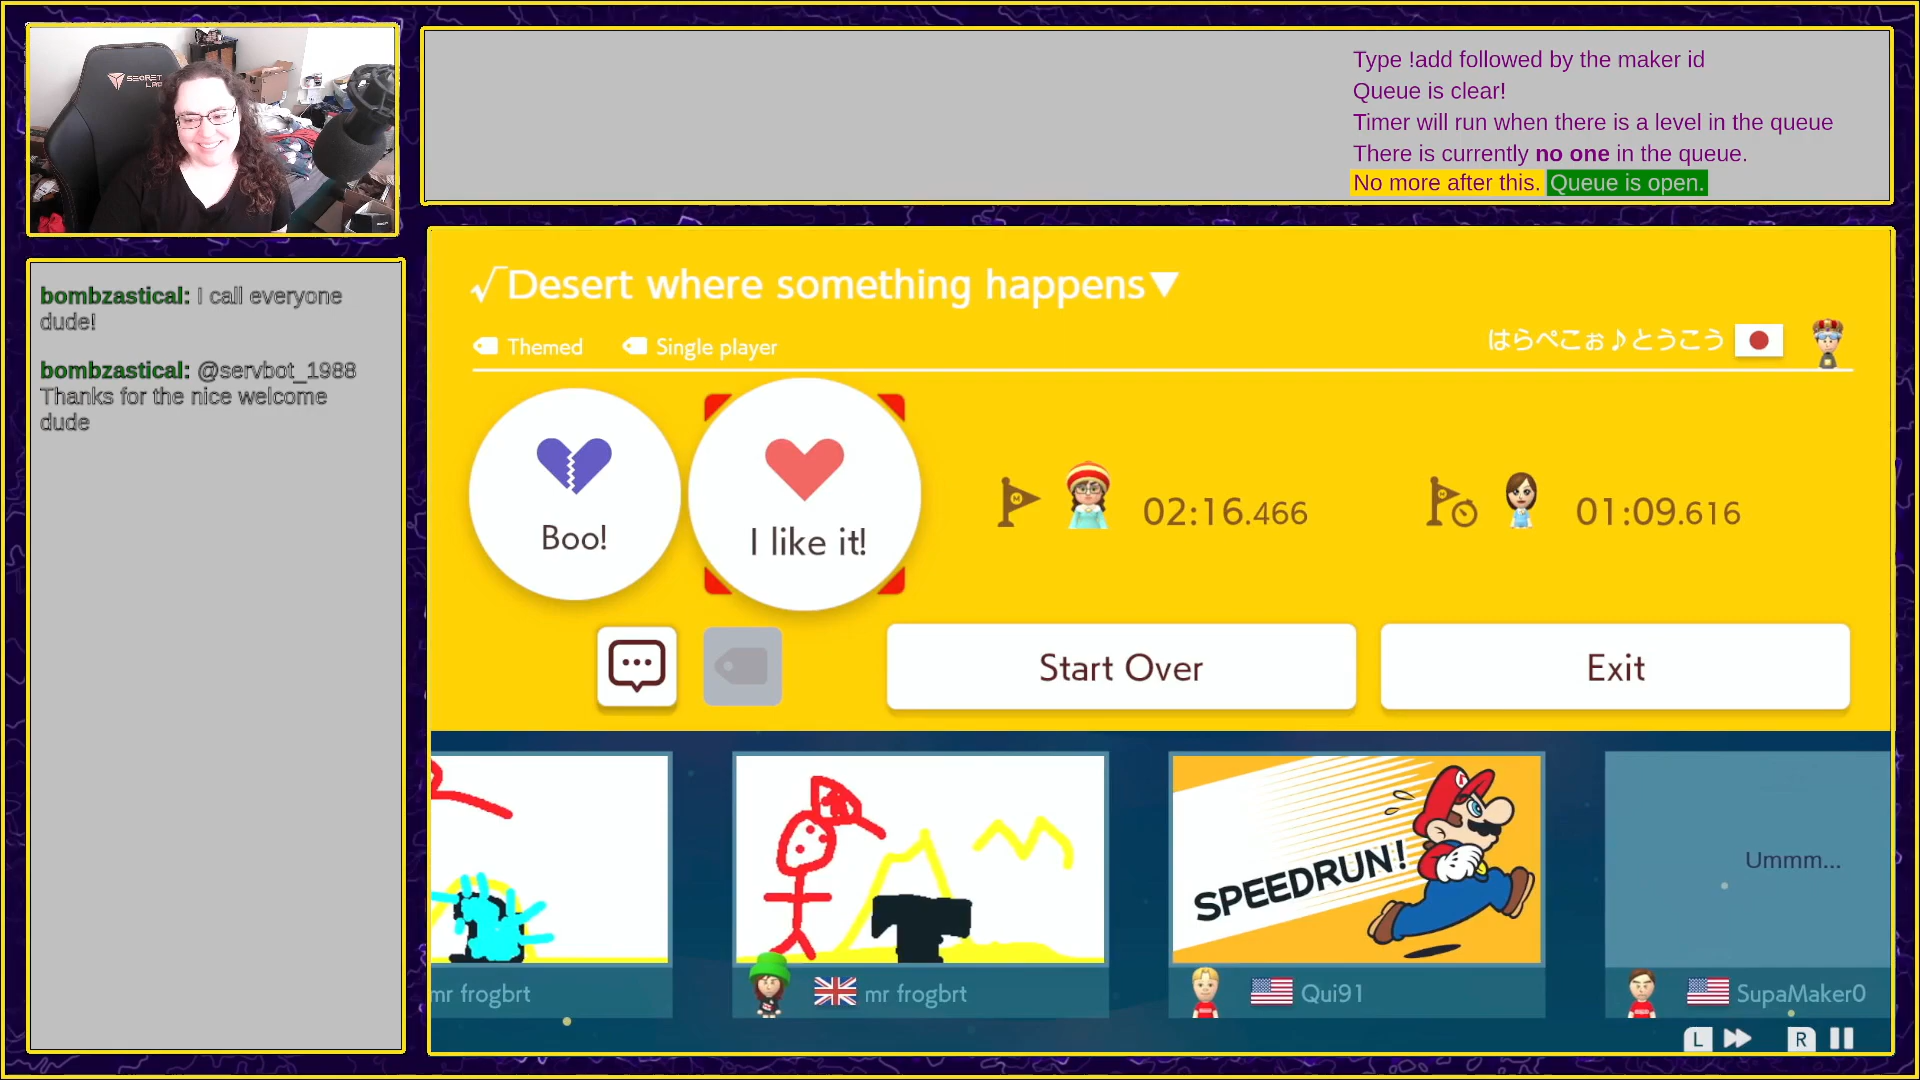 SECRET LAB
Type !add followed by the maker id
Queue is clear!
Timer will run when there is a level in the queue
There is currently no one in the queue.
No more after this. Queue is open.
bombzastical: I call everyone
dude!
bombzastical: @servbot_1988
Thanks for the nice welcome
dude
√Desert where something happens▼
Themed Single player
はらぺこぉ♪とうこう
Boo!
I like it!
M
02:16.466
M
01:09.616
Start Over
Exit
SPEEDRUN!
Ummm...
mr frogbrt
mr frogbrt
Qui91
SupaMaker0
L R